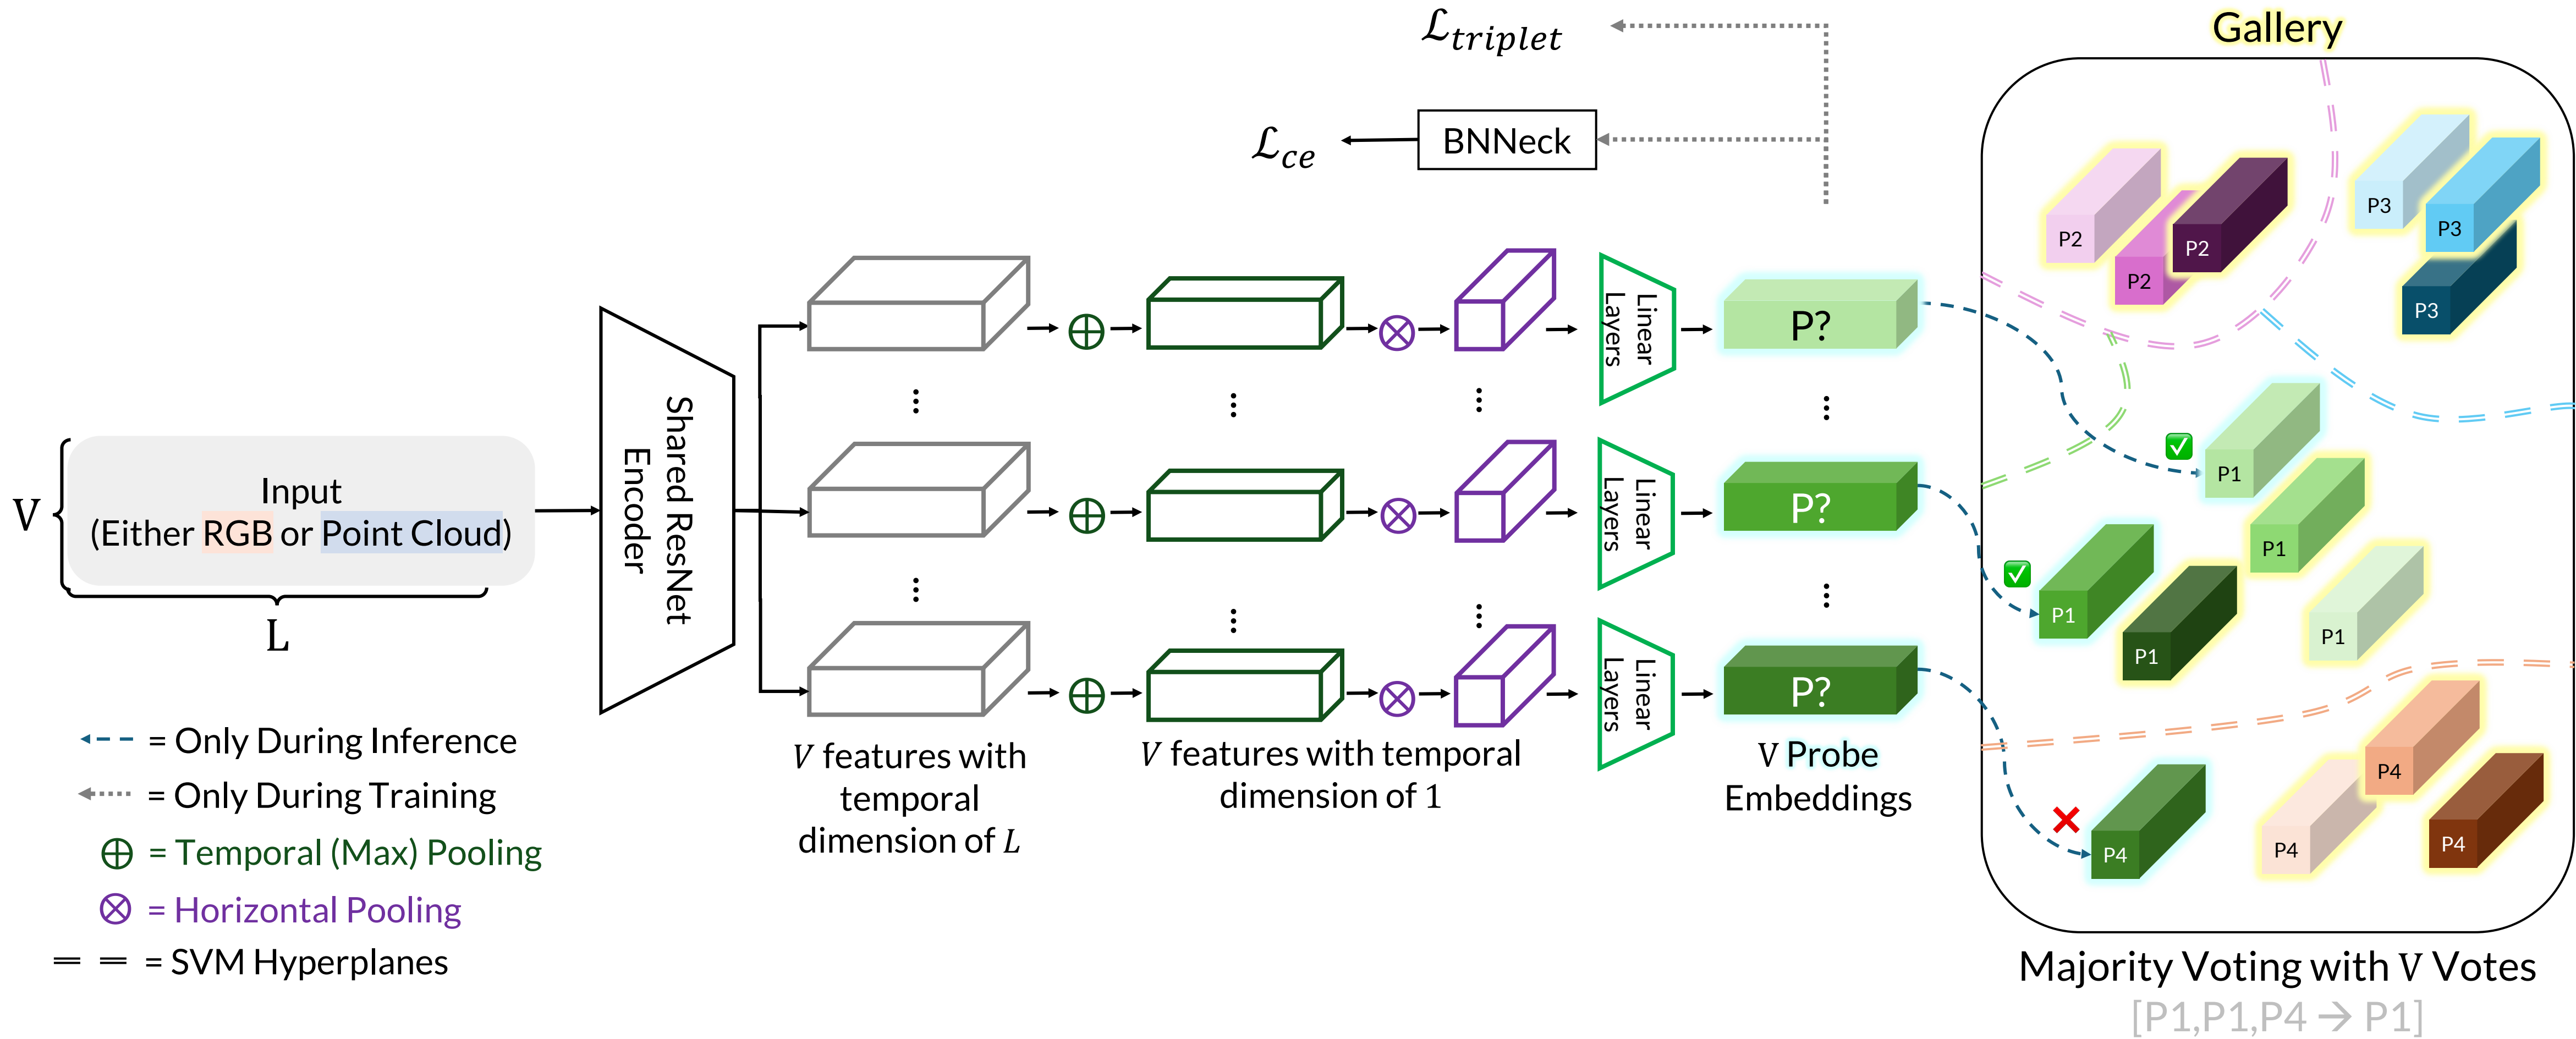 Gallery
ℒ_triplet
ℒ_ce
BNNeck
P2
P2
P2
P3
P3
P3
V
Input
(Either RGB or Point Cloud)
L
Shared ResNet
Encoder
Linear
Layers
P?
Linear
Layers
P?
Linear
Layers
P?
P1
P1
P1
P1
P1
P4
P4
P4
P4
V features with
temporal
dimension of L
V features with temporal
dimension of 1
V Probe
Embeddings
= Only During Inference
= Only During Training
= Temporal (Max) Pooling
= Horizontal Pooling
= SVM Hyperplanes
Majority Voting with V Votes
[P1,P1,P4 → P1]